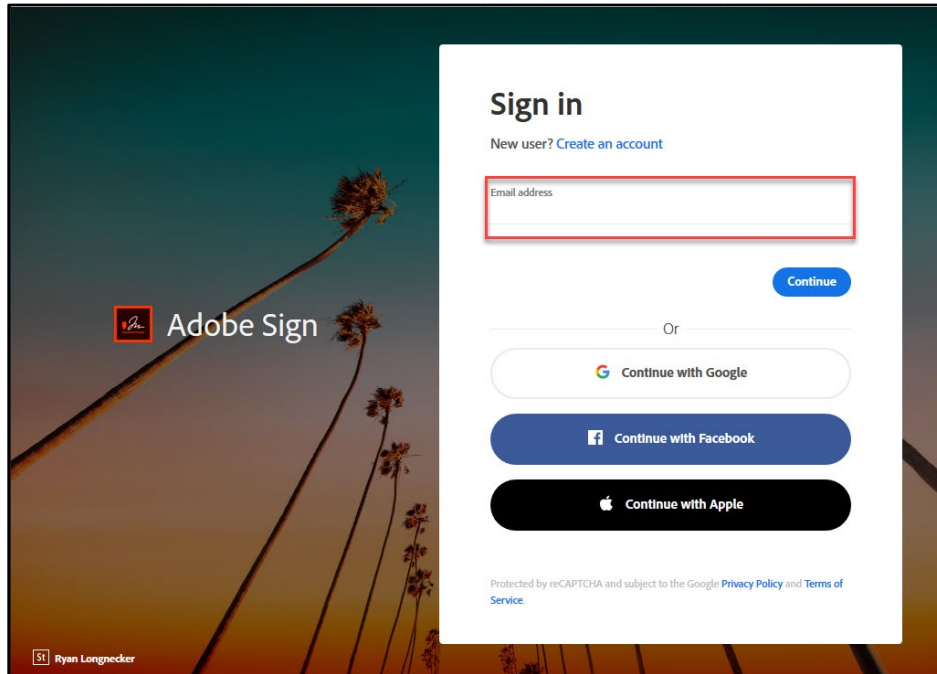 Sign in
New user? Create an account
Email address
Continue
Or
Continue with Google
Continue with Facebook
Continue with Apple
Protected by reCAPTCHA and subject to the Google Privacy Policy and Terms of
Service.
Adobe Sign
St Ryan Longnecker